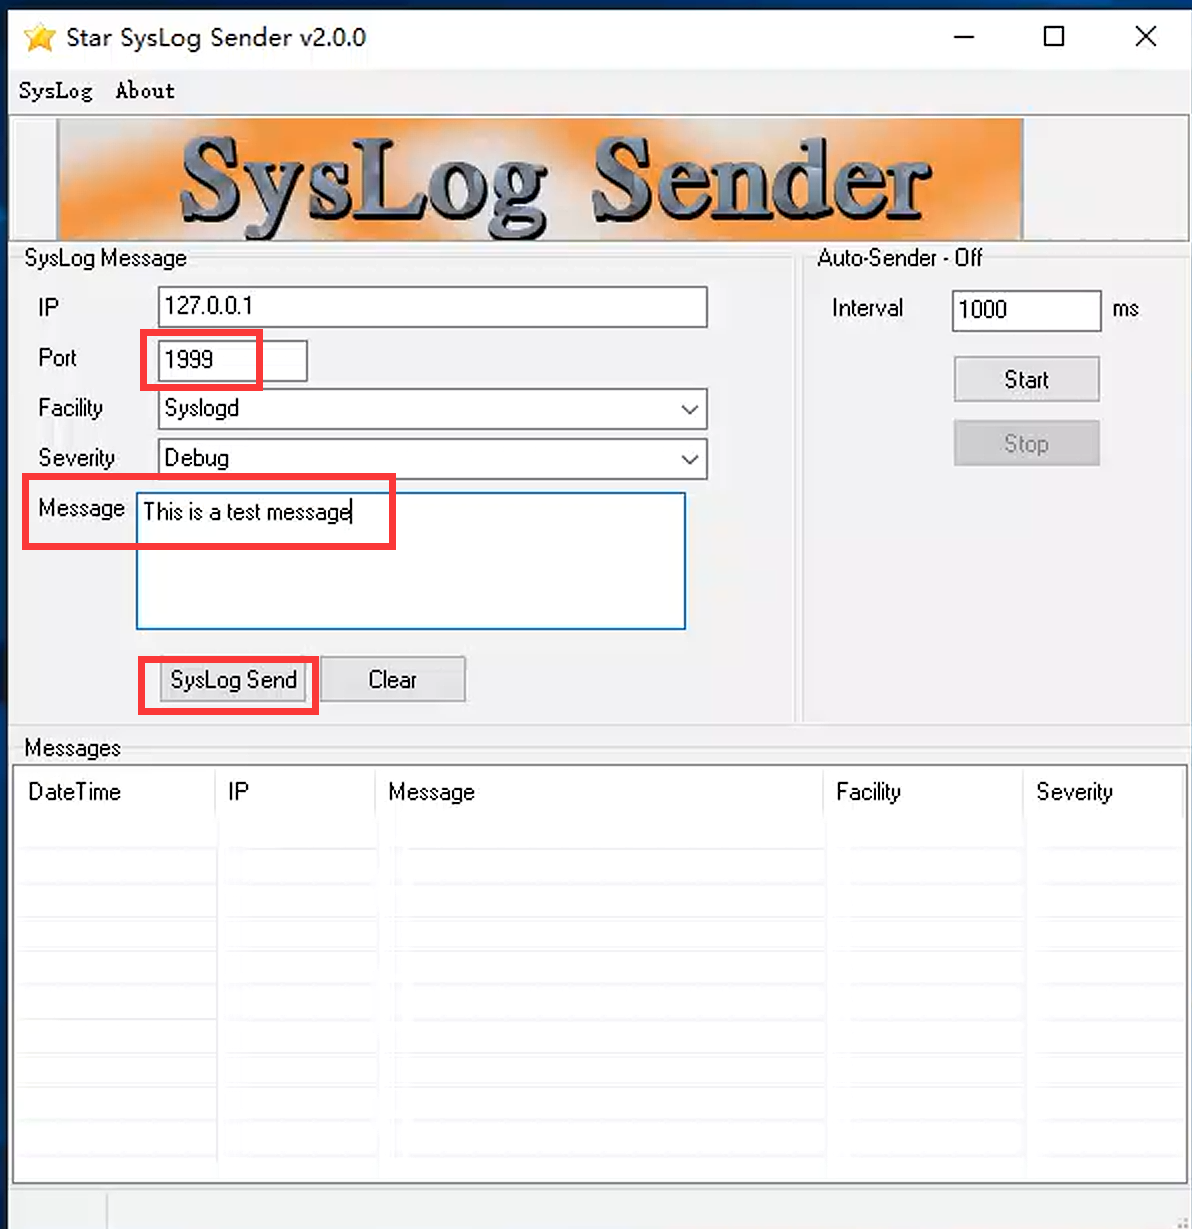 Star SysLog Sender v2.0.0
SysLog About
SysLog Sender
SysLog Message
IP 127.0.0.1
Port 1999
Facility Syslogd
Severity Debug
Message This is a test message
SysLog Send Clear
Auto-Sender - Off
Interval 1000 ms
Start
Stop
Messages
DateTime IP Message Facility Severity